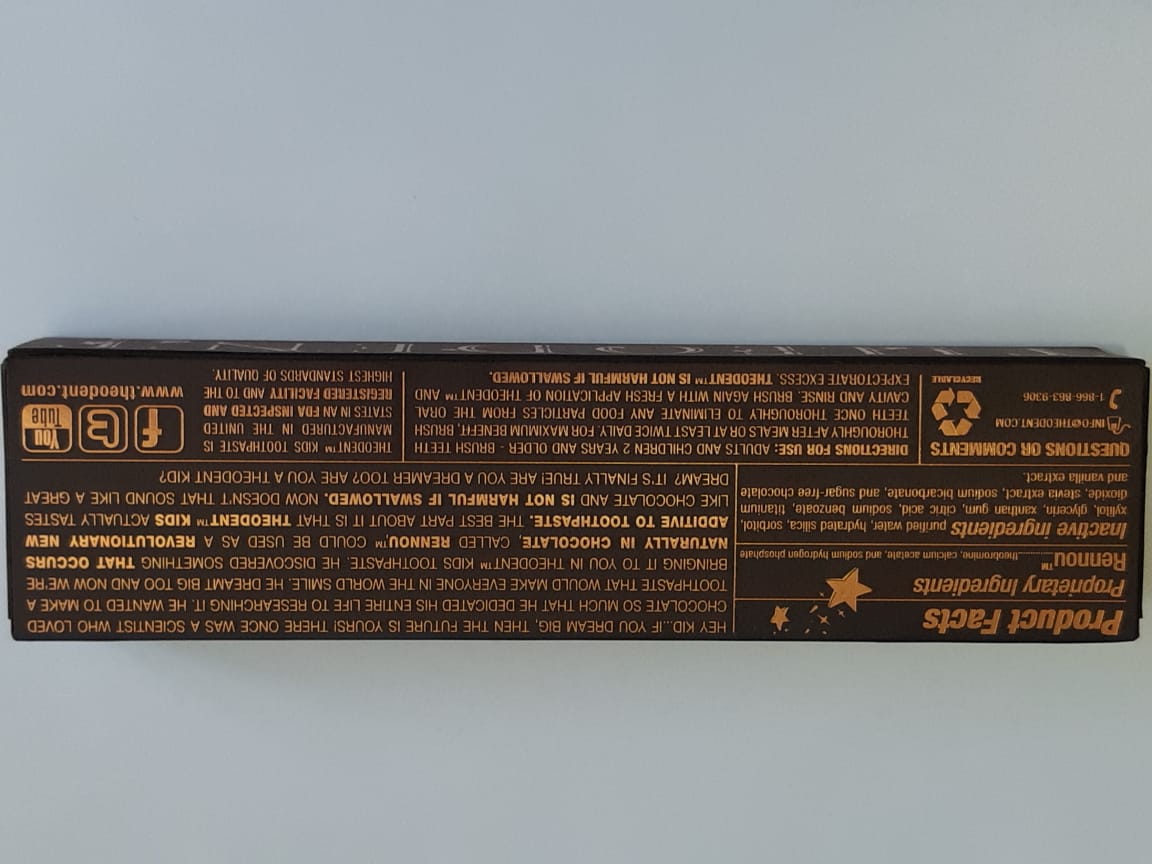 Product Facts
Proprietary Ingredients
Rennou™......theobromine, calcium acetate, and sodium hydrogen phosphate
Inactive Ingredients purified water, hydrated silica, sorbitol,
xylitol, glycerin, xanthan gum, citric acid, sodium benzoate, titanium
dioxide, stevia extract, sodium bicarbonate, and sugar-free chocolate
and vanilla extract.
HEY KID...IF YOU DREAM BIG, THEN THE FUTURE IS YOURS! THERE ONCE WAS A SCIENTIST WHO LOVED
CHOCOLATE SO MUCH THAT HE DEDICATED HIS ENTIRE LIFE TO RESEARCHING IT. HE WANTED TO MAKE A
TOOTHPASTE THAT WOULD MAKE EVERYONE IN THE WORLD SMILE. HE DREAMT BIG TOO AND NOW WE'RE
BRINGING IT TO YOU IN THEODENT™ KIDS TOOTHPASTE. HE DISCOVERED SOMETHING THAT OCCURS
NATURALLY IN CHOCOLATE, CALLED RENNOU™, COULD BE USED AS A REVOLUTIONARY NEW
ADDITIVE TO TOOTHPASTE. THE BEST PART ABOUT IT IS THAT THEODENT™ KIDS ACTUALLY TASTES
LIKE CHOCOLATE AND IS NOT HARMFUL IF SWALLOWED. NOW DOESN'T THAT SOUND LIKE A GREAT
DREAM? IT'S FINALLY TRUE! ARE YOU A DREAMER TOO? ARE YOU A THEODENT KID?
QUESTIONS OR COMMENTS
INFO@THEODENT.COM
1-866-863-9306
RECYCLABLE
DIRECTIONS FOR USE: ADULTS AND CHILDREN 2 YEARS AND OLDER - BRUSH TEETH
THOROUGHLY AFTER MEALS OR AT LEAST TWICE DAILY. FOR MAXIMUM BENEFIT, BRUSH
TEETH ONCE THOROUGHLY TO ELIMINATE ANY FOOD PARTICLES FROM THE ORAL
CAVITY AND RINSE. BRUSH AGAIN WITH A FRESH APPLICATION OF THEODENT™ AND
EXPECTORATE EXCESS. THEODENT™ IS NOT HARMFUL IF SWALLOWED.
THEODENT™ KIDS TOOTHPASTE IS
MANUFACTURED IN THE UNITED
STATES IN AN FDA INSPECTED AND
REGISTERED FACILITY AND TO THE
HIGHEST STANDARDS OF QUALITY.
f
t
You
Tube
www.theodent.com